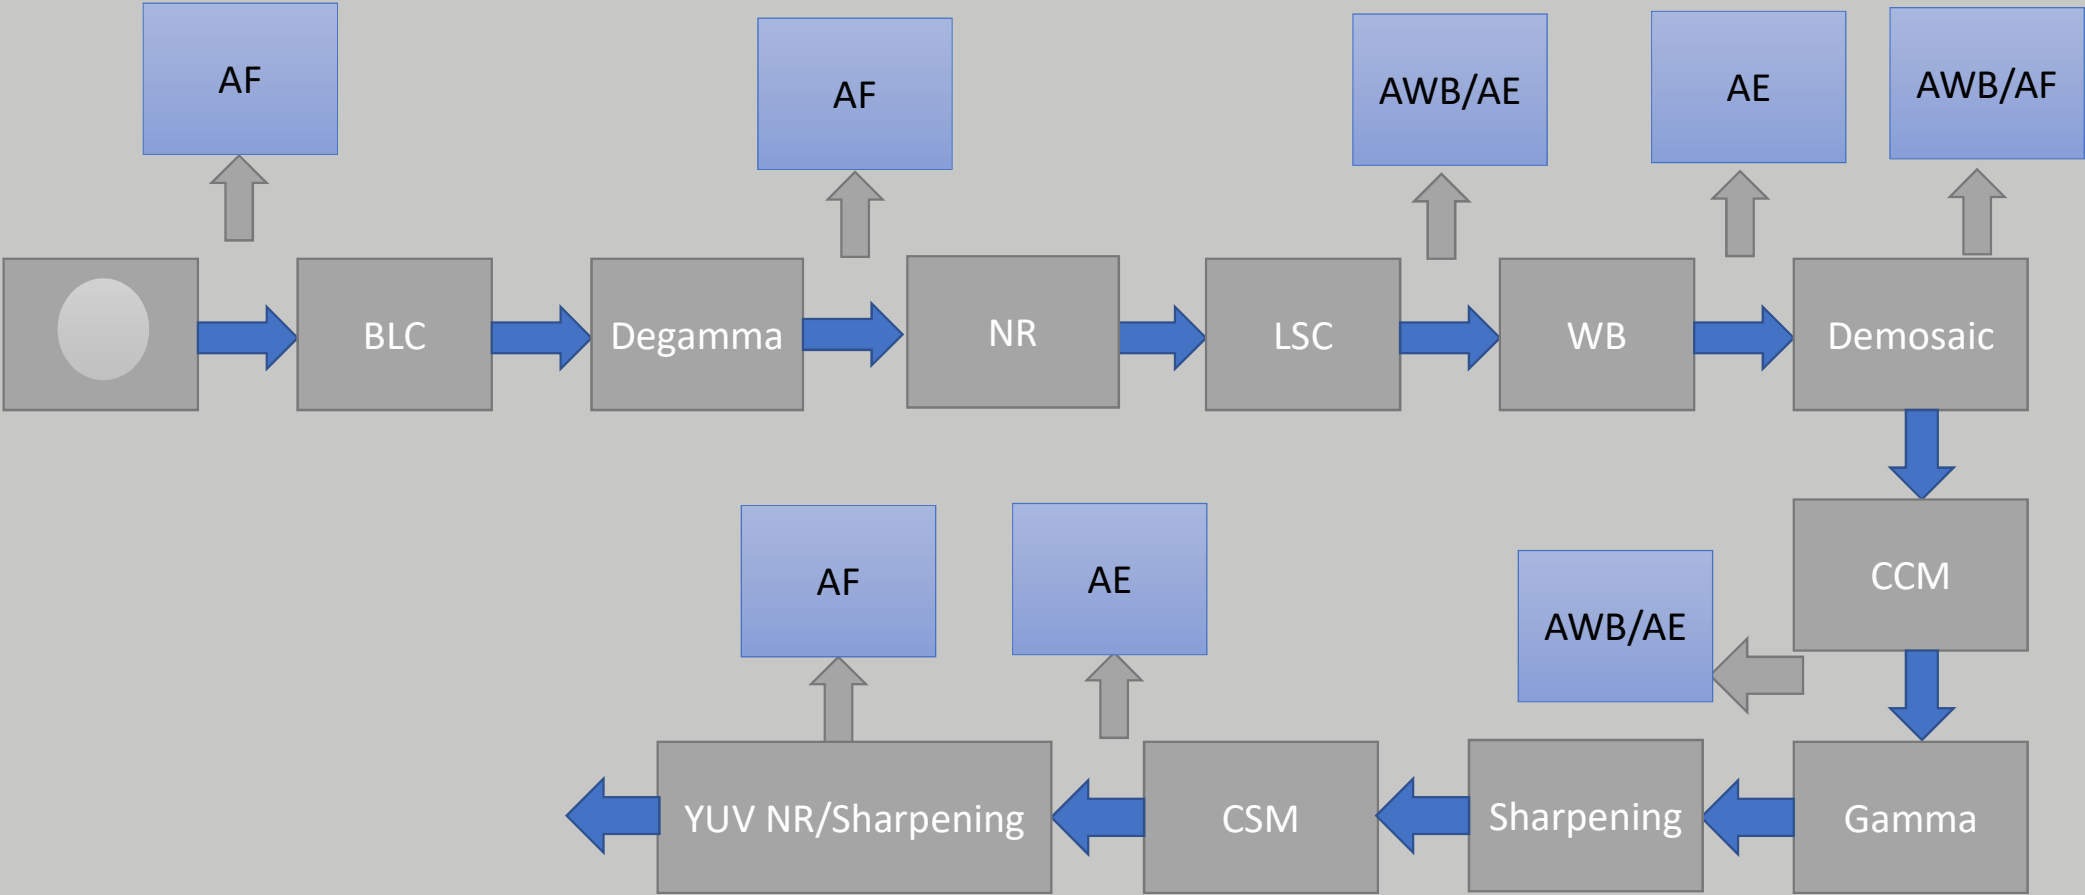 AF
AF
AWB/AE
AE
AWB/AF
BLC
Degamma
NR
LSC
WB
Demosaic
CCM
AWB/AE
AE
AF
Gamma
Sharpening
CSM
YUV NR/Sharpening